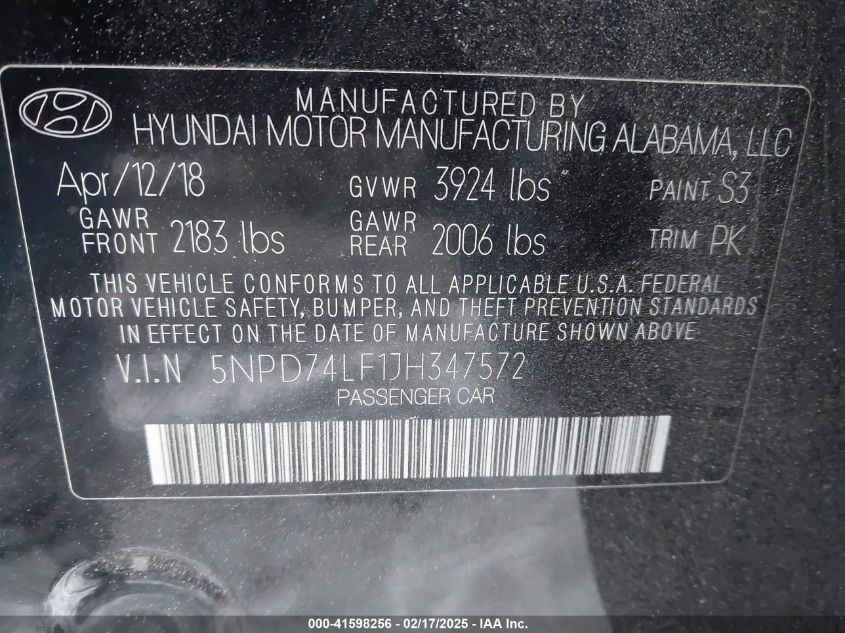 MANUFACTURED BY
HYUNDAI MOTOR MANUFACTURING ALABAMA, LLC
Apr/12/18 GVWR 3924 lbs PAINT S3
GAWR FRONT 2183 lbs GAWR REAR 2006 lbs TRIM PK
THIS VEHICLE CONFORMS TO ALL APPLICABLE U.S.A. FEDERAL
MOTOR VEHICLE SAFETY, BUMPER, AND THEFT PREVENTION STANDARDS
IN EFFECT ON THE DATE OF MANUFACTURE SHOWN ABOVE
V.I.N 5NPD74LF1JH347572
PASSENGER CAR
000-41598256 - 02/17/2025 - IAA Inc.